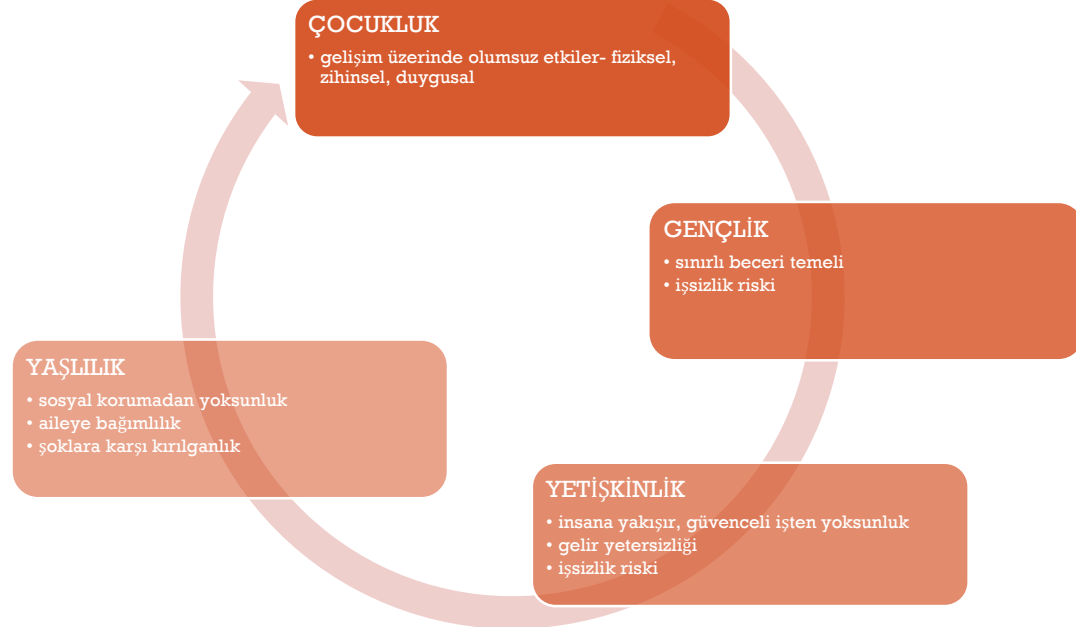 ÇOCUKLUK
• gelişim üzerinde olumsuz etkiler- fiziksel,
zihinsel, duygusal
GENÇLİK
• sınırlı beceri temeli
• işsizlik riski
YETİŞKİNLİK
• insana yakışır, güvenceli işten yoksunluk
• gelir yetersizliği
• işsizlik riski
YAŞLILIK
• sosyal korumadan yoksunluk
• aileye bağımlılık
• şoklara karşı kırılganlık